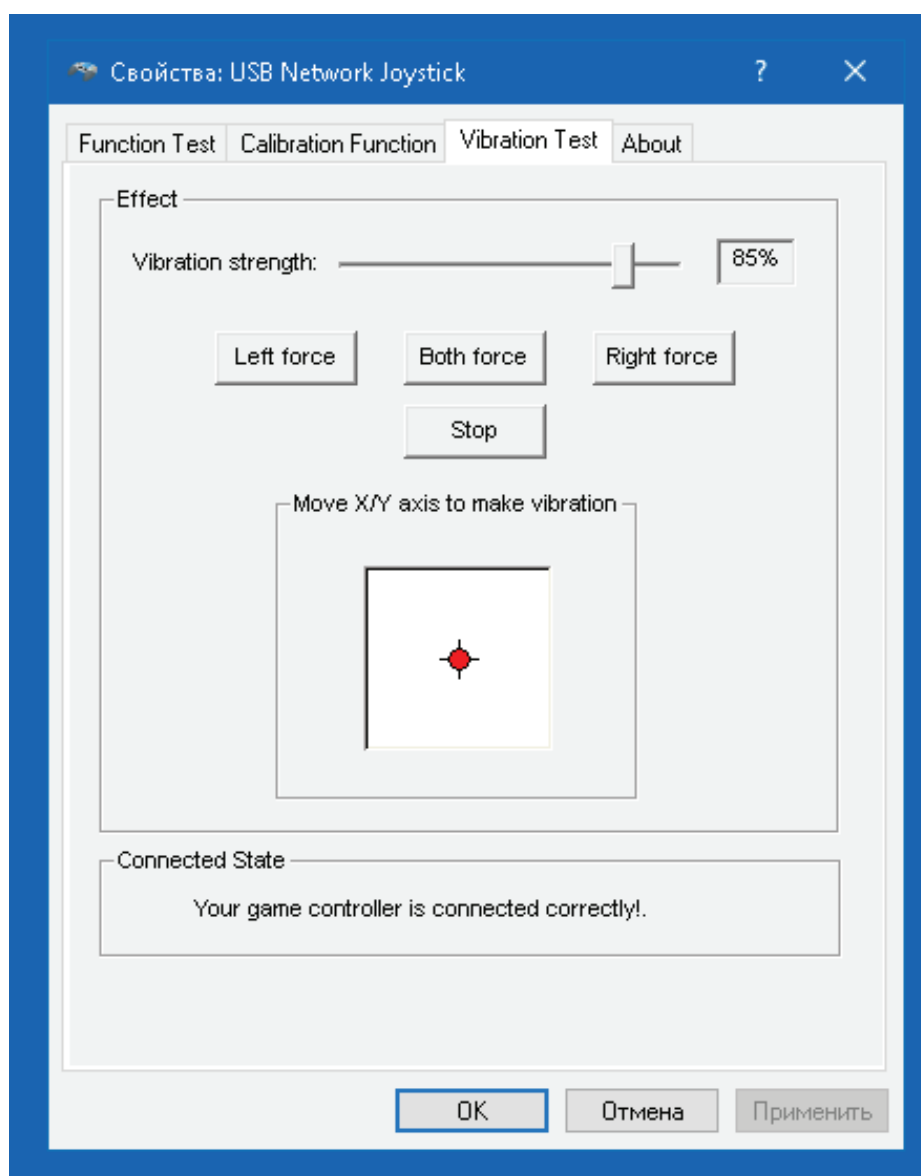 Свойства: USB Network Joystick
?
Function Test
Calibration Function
Vibration Test
About
Effect
Vibration strength:
85%
Left force
Both force
Right force
Stop
Move X/Y axis to make vibration
Connected State
Your game controller is connected correctly!.
OK
Отмена
Применить